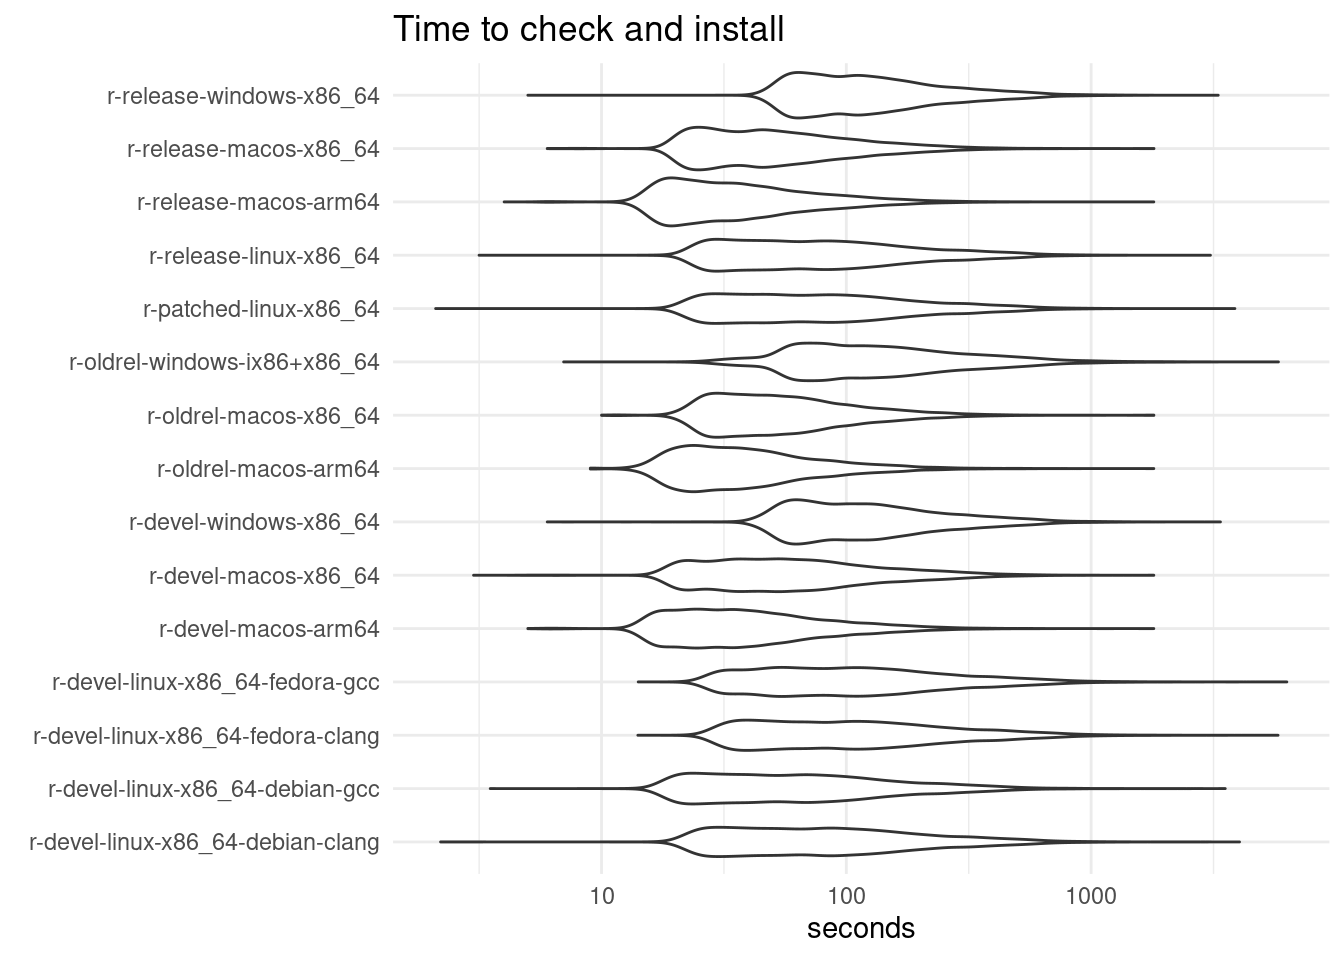 Time to check and install
r-release-windows-x86_64
r-release-macos-x86_64
r-release-macos-arm64
r-release-linux-x86_64
r-patched-linux-x86_64
r-oldrel-windows-ix86+x86_64
r-oldrel-macos-x86_64
r-oldrel-macos-arm64
r-devel-windows-x86_64
r-devel-macos-x86_64
r-devel-macos-arm64
r-devel-linux-x86_64-fedora-gcc
r-devel-linux-x86_64-fedora-clang
r-devel-linux-x86_64-debian-gcc
r-devel-linux-x86_64-debian-clang
10 100 1000
seconds